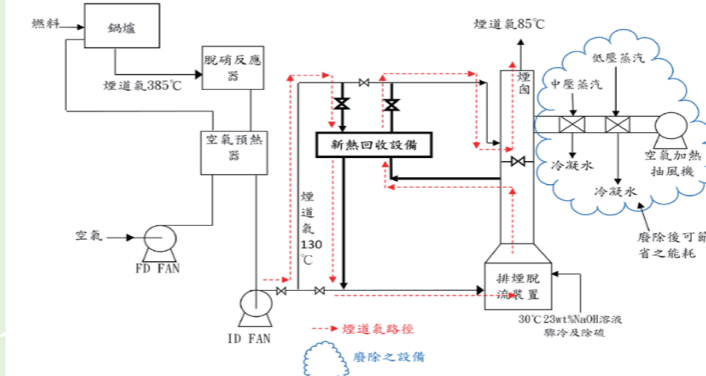 燃料
鍋爐
煙道氣385℃
脫硝反應
器
空氣預熱
器
空氣
FD FAN
ID FAN
煙
道
氣
130
℃
新熱回收設備
煙道氣85℃
煙
囪
中壓蒸汽
低壓蒸汽
冷凝水
冷凝水
空氣加熱
抽風機
廢除後可節
省之能耗
排煙脫
流裝置
30℃ 23wt%NaOH溶液
驟冷及除硫
煙道氣路徑
廢除之設備